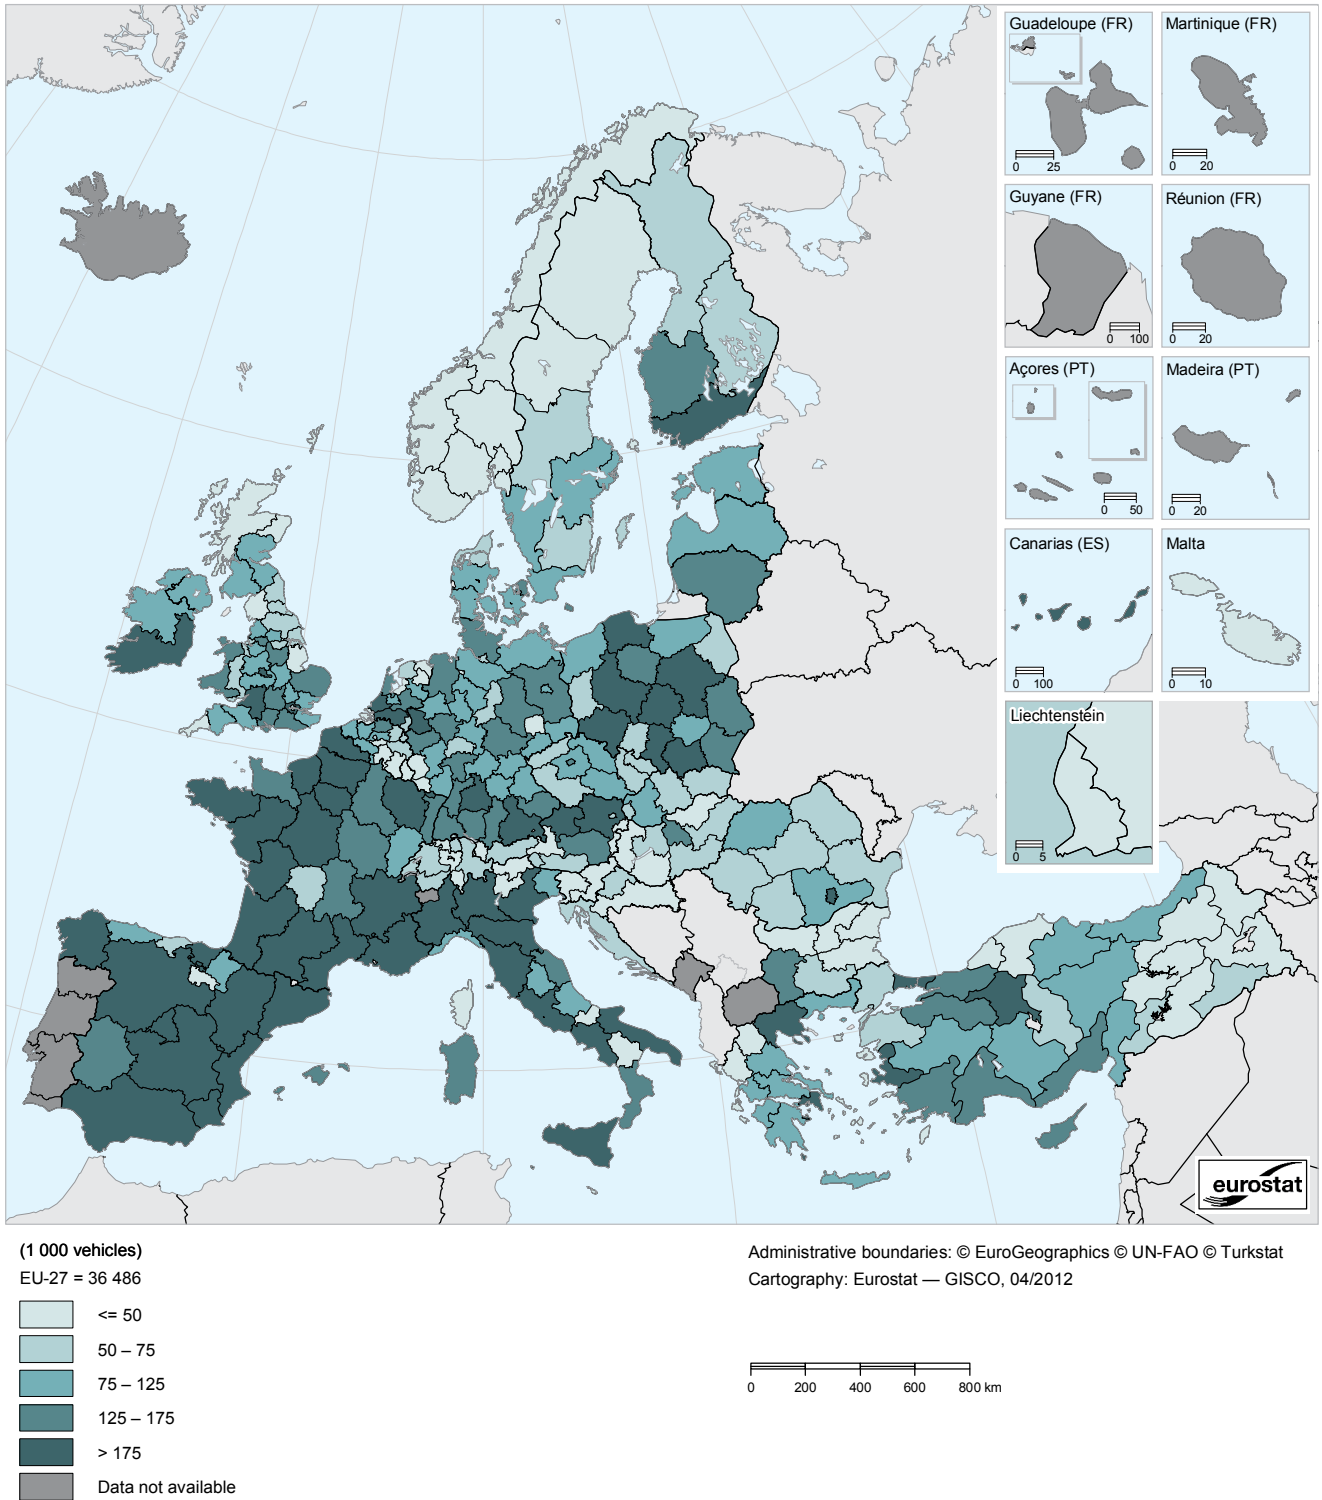 Guadeloupe (FR)
0 25
Martinique (FR)
0 20
Guyane (FR)
0 100
Réunion (FR)
0 20
Açores (PT)
0 50
Madeira (PT)
0 20
Canarias (ES)
0 100
Malta
0 10
Liechtenstein
0 5
eurostat
(1 000 vehicles)
EU-27 = 36 486
<= 50
50 – 75
75 – 125
125 – 175
> 175
Data not available
Administrative boundaries: © EuroGeographics © UN-FAO © Turkstat
Cartography: Eurostat — GISCO, 04/2012
0 200 400 600 800 km